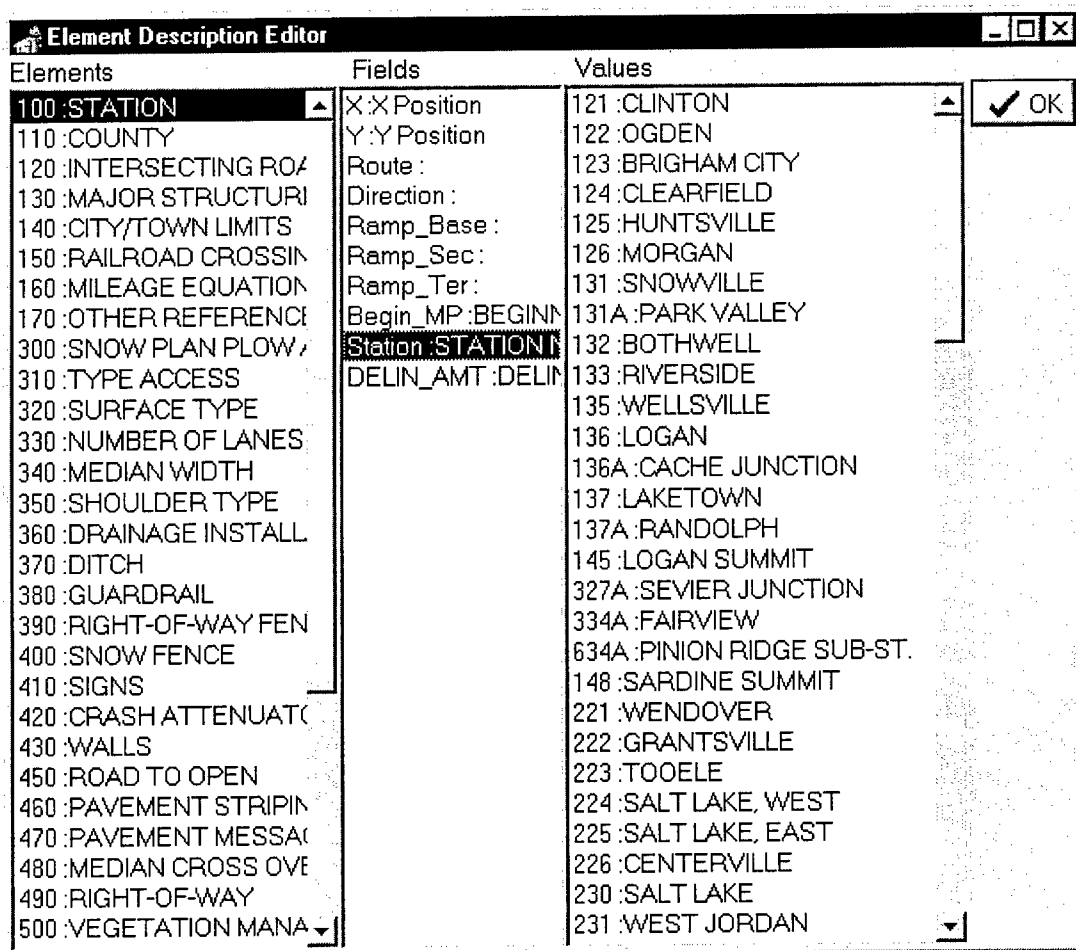 Element Description Editor
Elements
Fields
Values
100 :STATION
110 :COUNTY
120 :INTERSECTING ROA
130 :MAJOR STRUCTURI
140 :CITY/TOWN LIMITS
150 :RAILROAD CROSSIN
160 :MILEAGE EQUATION
170 :OTHER REFERENCE
300 :SNOW PLAN PLOW
310 :TYPE ACCESS
320 :SURFACE TYPE
330 :NUMBER OF LANES
340 :MEDIAN WIDTH
350 :SHOULDER TYPE
360 :DRAINAGE INSTALL
370 :DITCH
380 :GUARDRAIL
390 :RIGHT-OF-WAY FEN
400 :SNOW FENCE
410 :SIGNS
420 :CRASH ATTENUATO
430 :WALLS
450 :ROAD TO OPEN
460 :PAVEMENT STRIPIN
470 :PAVEMENT MESSA
480 :MEDIAN CROSS OVE
490 :RIGHT-OF-WAY
500 :VEGETATION MANA
X :X Position
Y :Y Position
Route :
Direction :
Ramp_Base :
Ramp_Sec :
Ramp_Ter :
Begin_MP :BEGINN
Station :STATION N
DELIN_AMT :DELIN
121 :CLINTON
122 :OGDEN
123 :BRIGHAM CITY
124 :CLEARFIELD
125 :HUNTSVILLE
126 :MORGAN
131 :SNOWVILLE
131A :PARK VALLEY
132 :BOTHWELL
133 :RIVERSIDE
135 :WELLSVILLE
136 :LOGAN
136A :CACHE JUNCTION
137 :LAKETOWN
137A :RANDOLPH
145 :LOGAN SUMMIT
327A :SEVIER JUNCTION
334A :FAIRVIEW
634A :PINION RIDGE SUB-ST.
148 :SARDINE SUMMIT
221 :WENDOVER
222 :GRANTSVILLE
223 :TOOELE
224 :SALT LAKE, WEST
225 :SALT LAKE, EAST
226 :CENTERVILLE
230 :SALT LAKE
231 :WEST JORDAN
OK